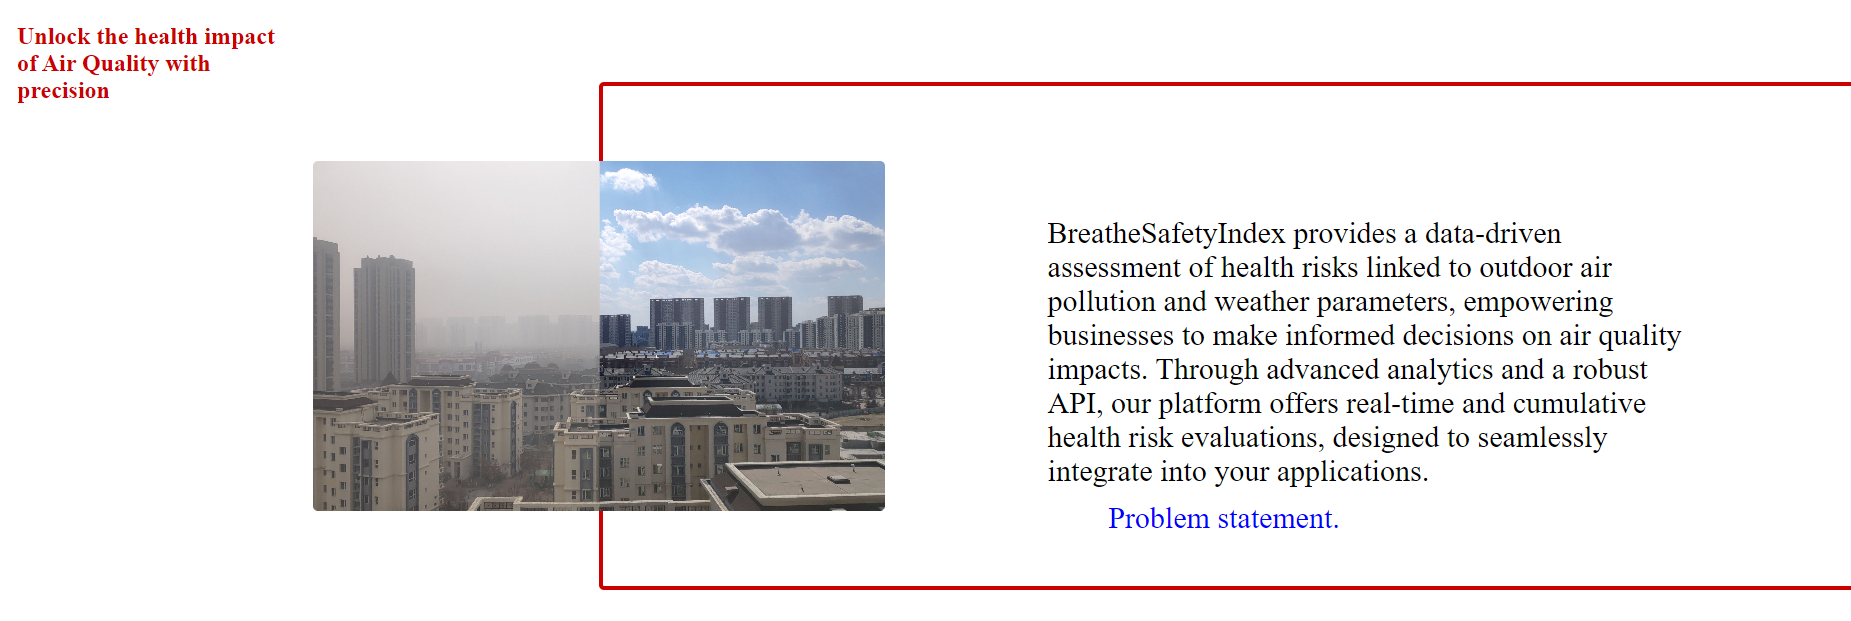 Unlock the health impact
of Air Quality with
precision
BreatheSafetyIndex provides a data-driven
assessment of health risks linked to outdoor air
pollution and weather parameters, empowering
businesses to make informed decisions on air quality
impacts. Through advanced analytics and a robust
API, our platform offers real-time and cumulative
health risk evaluations, designed to seamlessly
integrate into your applications.
Problem statement.